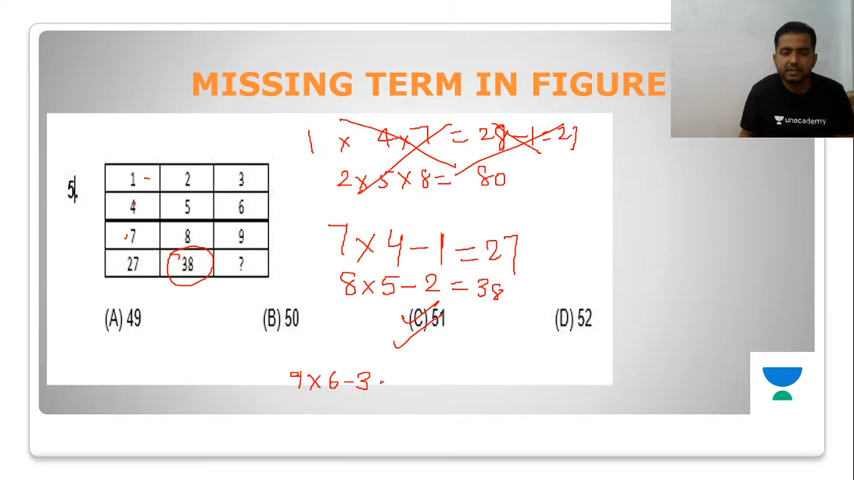 MISSING TERM IN FIGURE
unacademy
1 × 4×7 = 28-1=27
2×5×8= 80
5.
1 2 3
4 5 6
7 8 9
27 38 ?
7×4-1=27
8×5-2=38
(A) 49 (B) 50 (C) 51 (D) 52
9×6-3